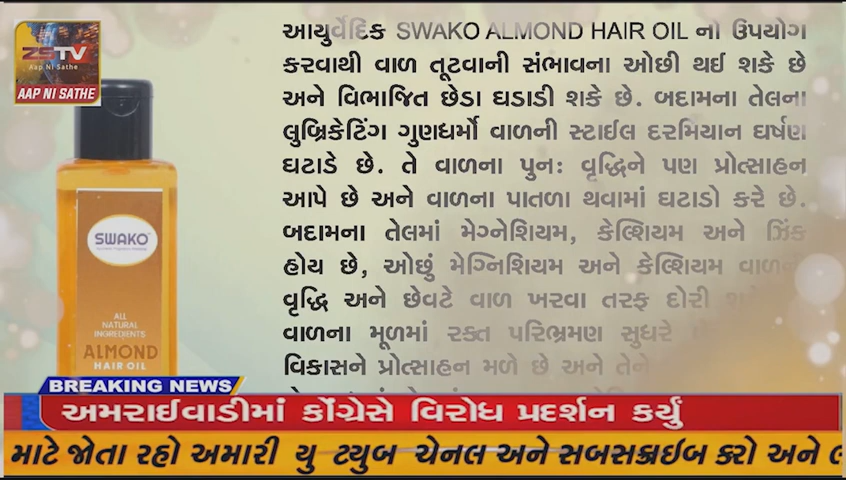 ZSTV
Aap Ni Sathe
AAP NI SATHE
આયુર્વેદિક SWAKO ALMOND HAIR OIL નો ઉપયોગ
કરવાથી વાળ તૂટવાની સંભાવના ઓછી થઈ શકે છે
અને વિભાજિત છેડા ઘડાડી શકે છે. બદામના તેલના
લુબ્રિકેટિંગ ગુણધર્મો વાળની સ્ટાઈલ દરમિયાન ઘર્ષણ
ઘટાડે છે. તે વાળના પુનઃ વૃદ્ધિને પણ પ્રોત્સાહન
આપે છે અને વાળના પાતળા થવામાં ઘટાડો કરે છે.
બદામના તેલમાં મેગ્નેશિયમ, કેલ્શિયમ અને ઝિંક
હોય છે, ઓછું મેગ્નિશિયમ અને કેલ્શિયમ વાળની
વૃદ્ધિ અને છેવટે વાળ ખરવા તરફ દોરી
વાળના મૂળમાં રક્ત પરિભ્રમણ સુધરે
વિકાસને પ્રોત્સાહન મળે છે અને તેને
SWAKO
ALL
NATURAL
INGREDIENTS
ALMOND
HAIR OIL
BREAKING NEWS
અમરાઈવાડીમાં કોંગ્રેસે વિરોધ પ્રદર્શન કર્યું
માટે જોતા રહો અમારી યુ ટ્યુબ ચેનલ અને સબસક્રાઇબ કરો અને